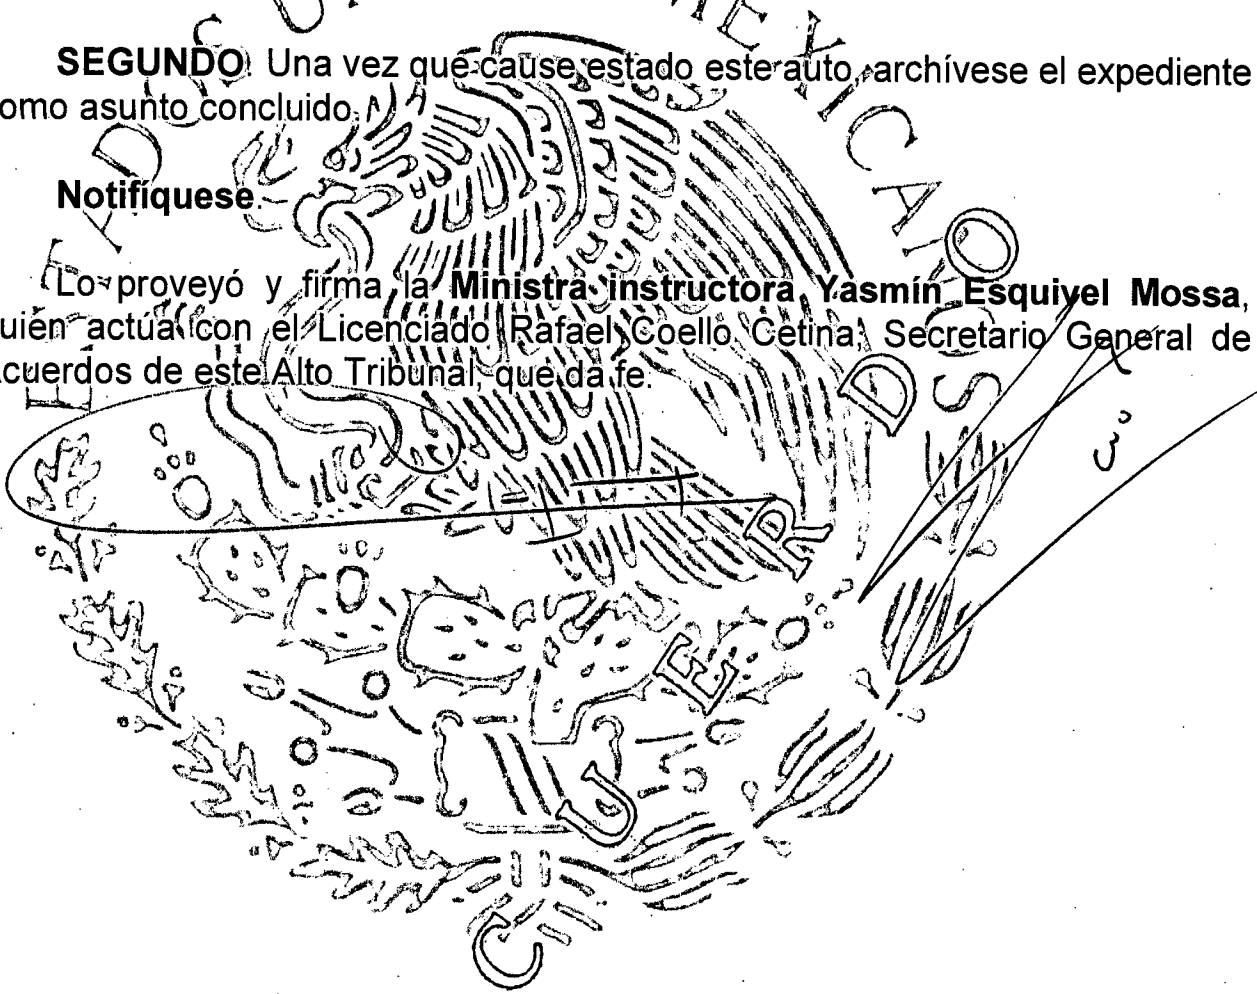 SEGUNDO. Una vez que cause estado este auto, archívese el expediente
omo asunto concluido.
Notifíquese.
Lo proveyó y firma la Ministra instructora Yasmín Esquivel Mossa,
uién actúa con el Licenciado Rafael Coello Cetina, Secretario General de
cuerdos de este Alto Tribunal, que da fe.
MEXICANOS
CUERDO